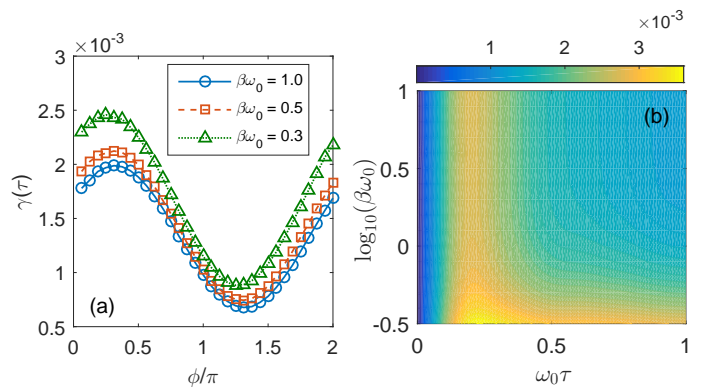 ×10⁻³
3
2.5
2
1.5
1
0.5
γ(τ)
βω₀ = 1.0
βω₀ = 0.5
βω₀ = 0.3
(a)
0 0.5 1 1.5 2
ϕ/π
×10⁻³
1 2 3
(b)
1
0.5
0
-0.5
log₁₀(βω₀)
0 0.5 1
ω₀τ